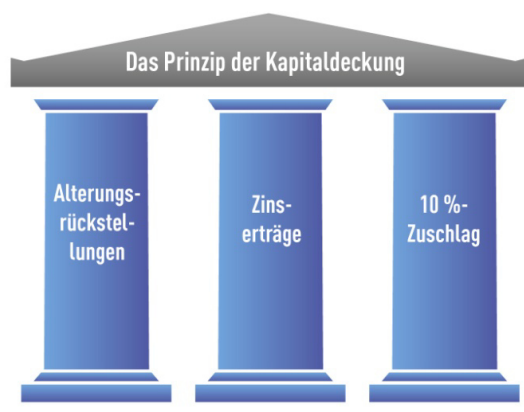 Das Prinzip der Kapitaldeckung
Alterungs-
rückstel-
lungen
Zins-
erträge
10 %-
Zuschlag